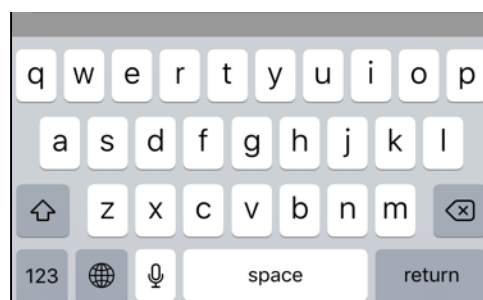 q w e r t y u i o p
a s d f g h j k l
z x c v b n m
123 space return